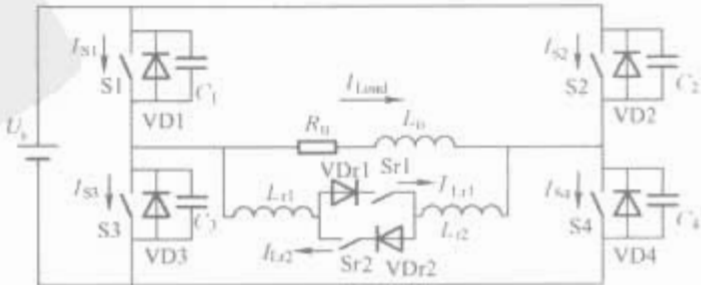 I_S1
S1
C_1
VD1
I_Load
R_0
L_0
I_S2
S2
C_2
VD2
U_s
I_S3
S3
C_3
VD3
L_r1
VDr1
Sr1
I_Lr1
I_Lr2
Sr2
VDr2
L_r2
I_S4
S4
C_4
VD4